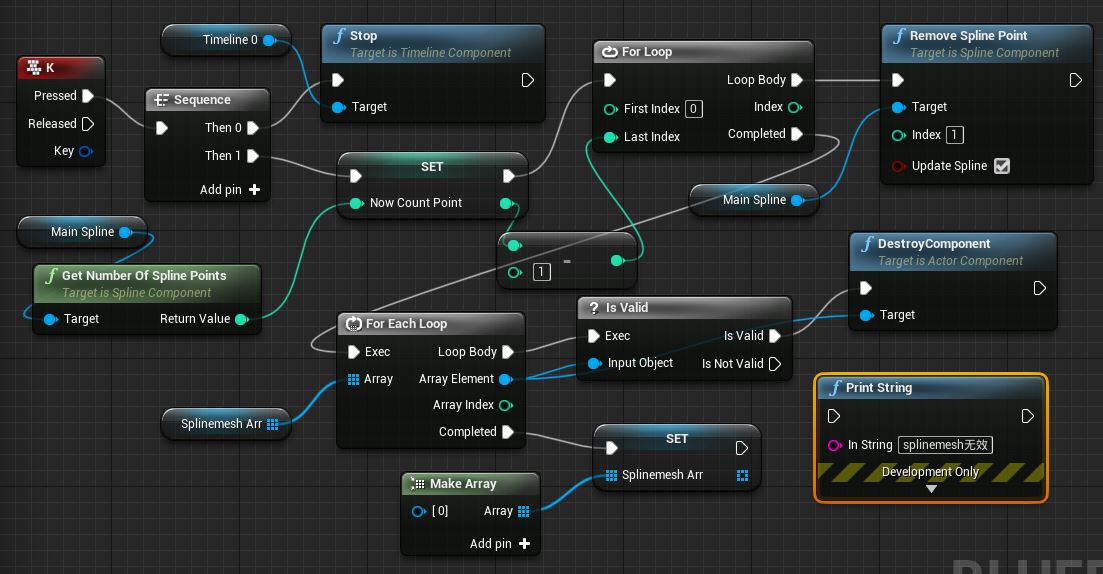 K
Pressed
Released
Key
Sequence
Then 0
Then 1
Add pin
Timeline 0
Stop
Target is Timeline Component
Target
SET
Now Count Point
For Loop
First Index 0
Last Index
Loop Body
Index
Completed
Remove Spline Point
Target is Spline Component
Target
Index 1
Update Spline
Main Spline
Main Spline
Get Number Of Spline Points
Target is Spline Component
Target
Return Value
-
1
DestroyComponent
Target is Actor Component
Target
For Each Loop
Exec
Array
Loop Body
Array Element
Array Index
Completed
? Is Valid
Exec
Input Object
Is Valid
Is Not Valid
Print String
In String splinemesh无效
Development Only
Splinemesh Arr
SET
Splinemesh Arr
Make Array
[0]
Array
Add pin